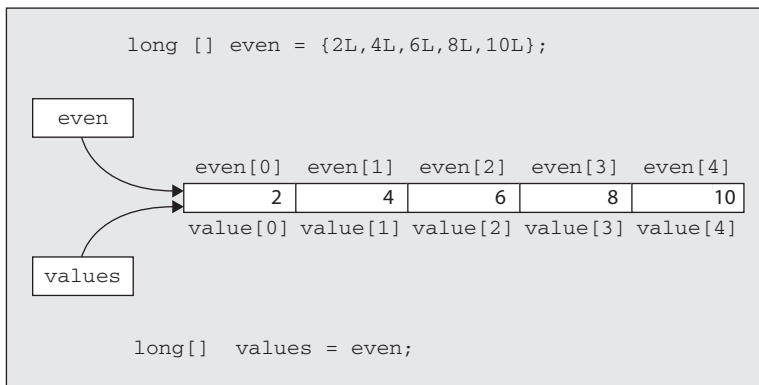 long [] even = {2L,4L,6L,8L,10L};
even
even[0] even[1] even[2] even[3] even[4]
2 4 6 8 10
value[0] value[1] value[2] value[3] value[4]
values
long[] values = even;